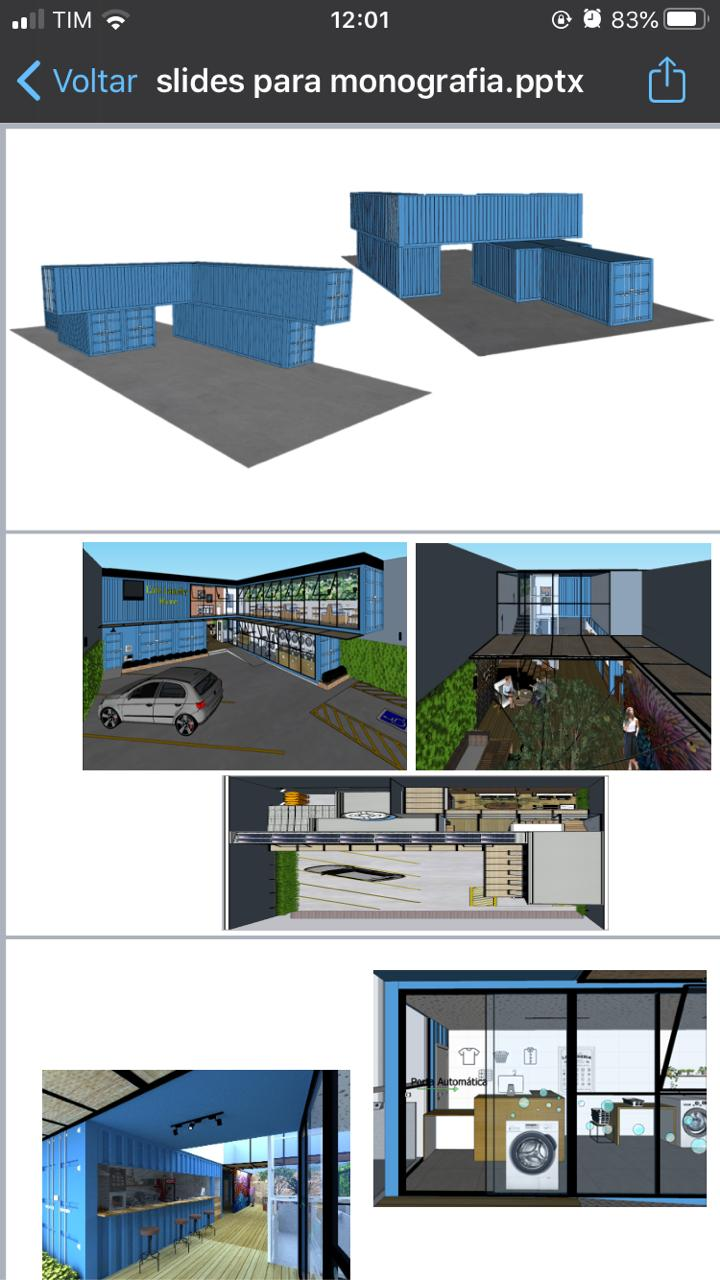 TIM 12:01 83%
Voltar slides para monografia.pptx
Porta Automática